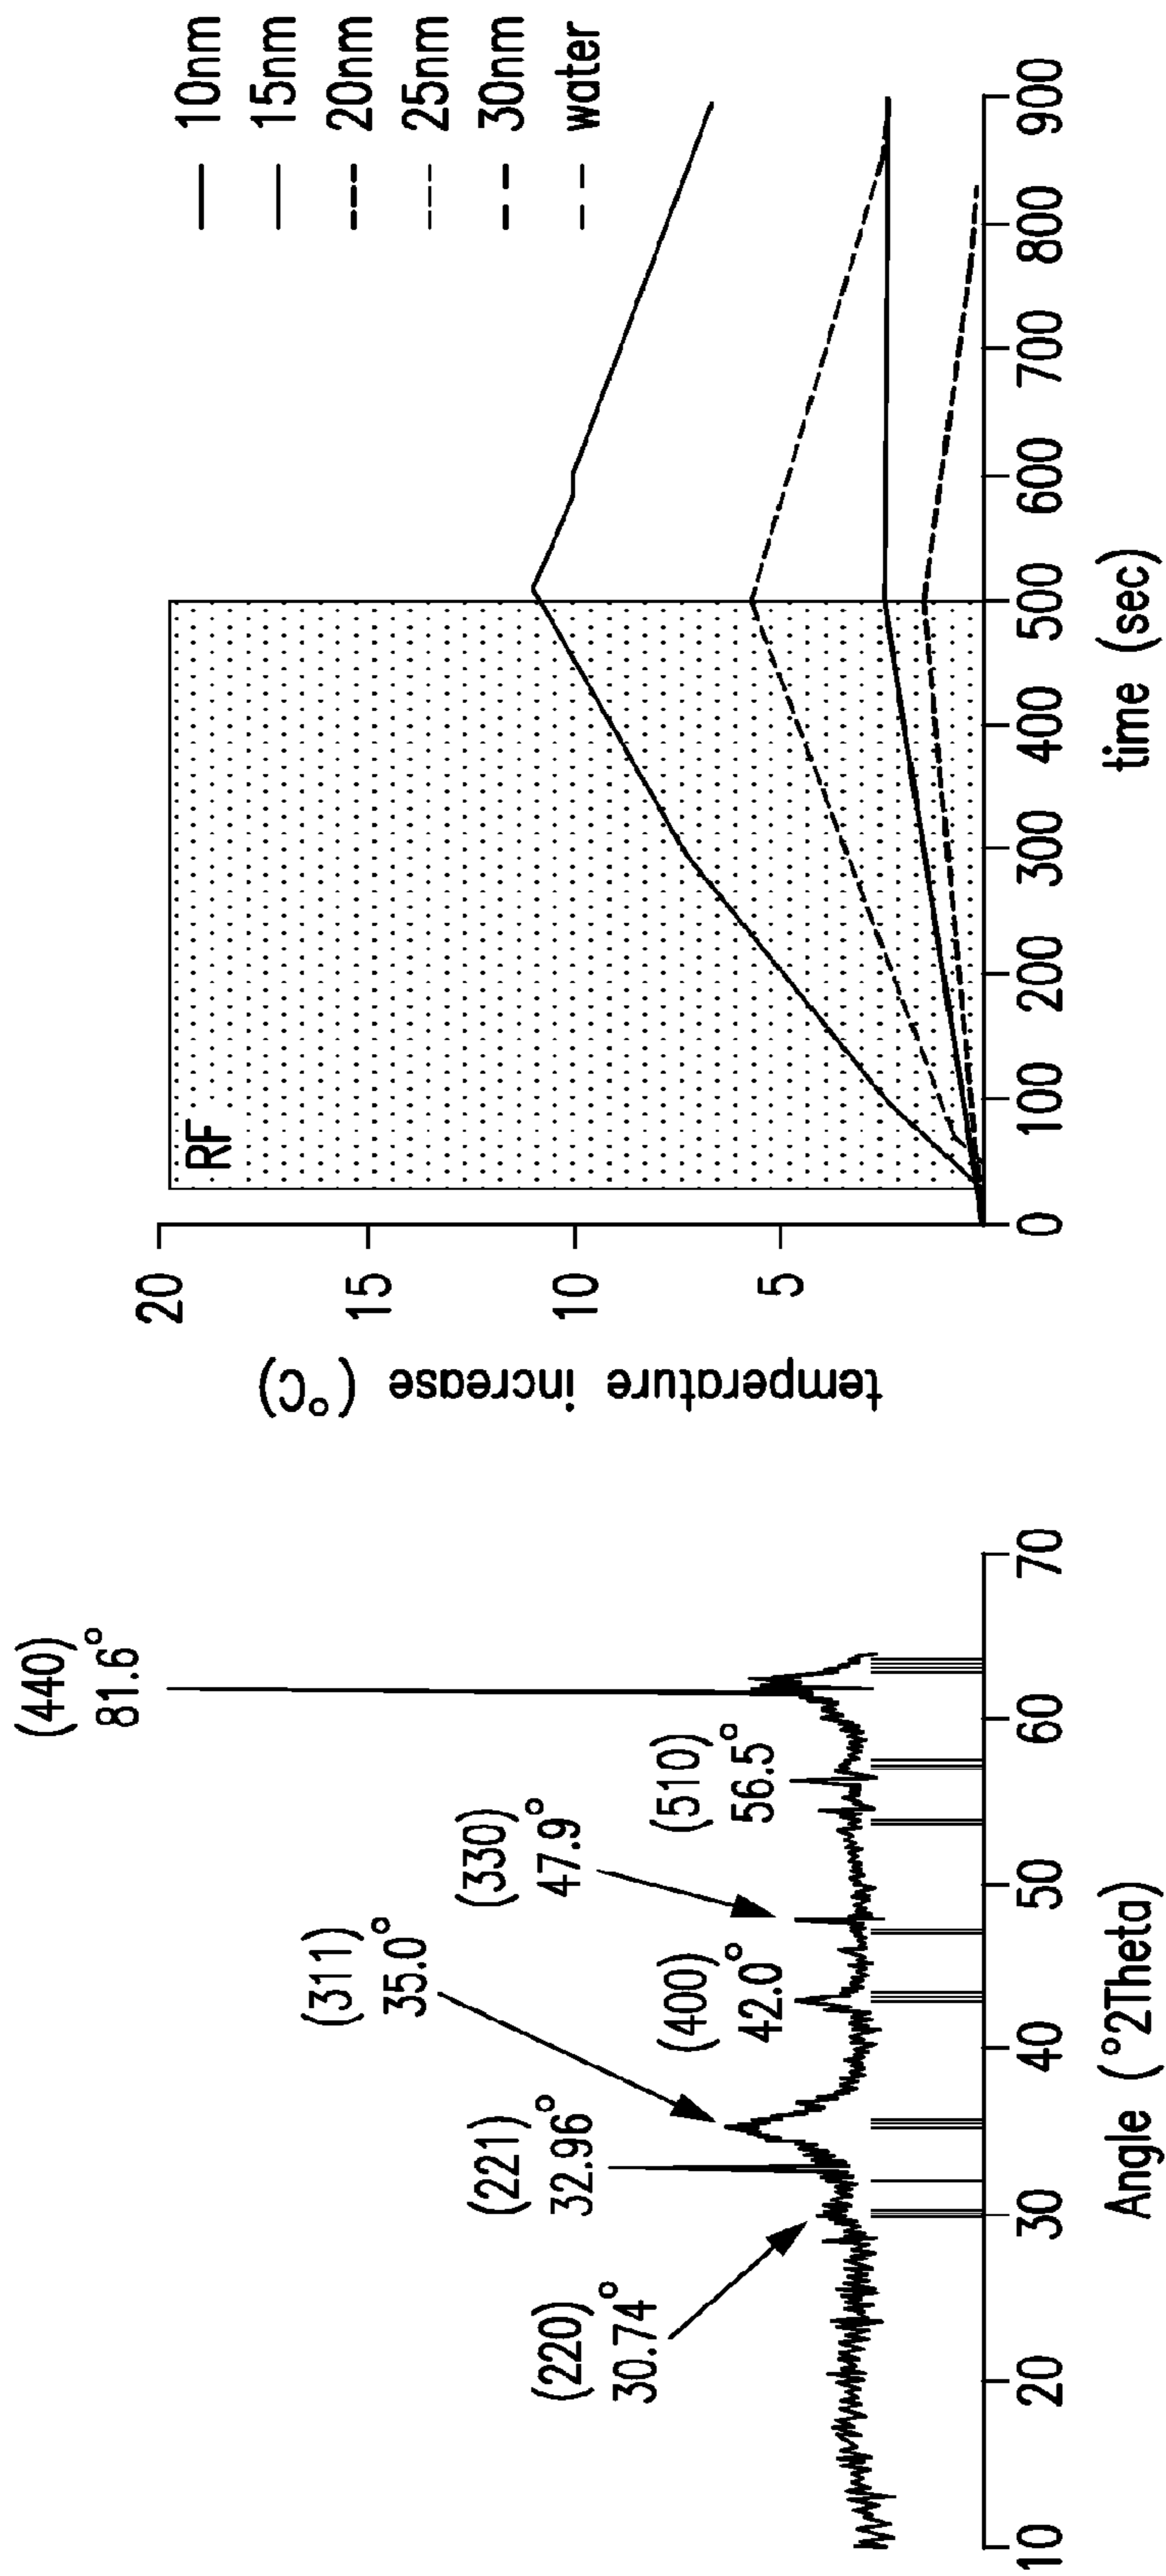 (440)
81.6°
(311)
35.0°
(330)
47.9°
(221)
32.96°
(220)
30.74°
(400)
42.0°
(510)
56.5°
10 20 30 40 50 60 70
Angle (°2Theta)
temperature increase (°C)
20
15
10
5
RF
10nm
15nm
20nm
25nm
30nm
water
0 100 200 300 400 500 600 700 800 900
time (sec)